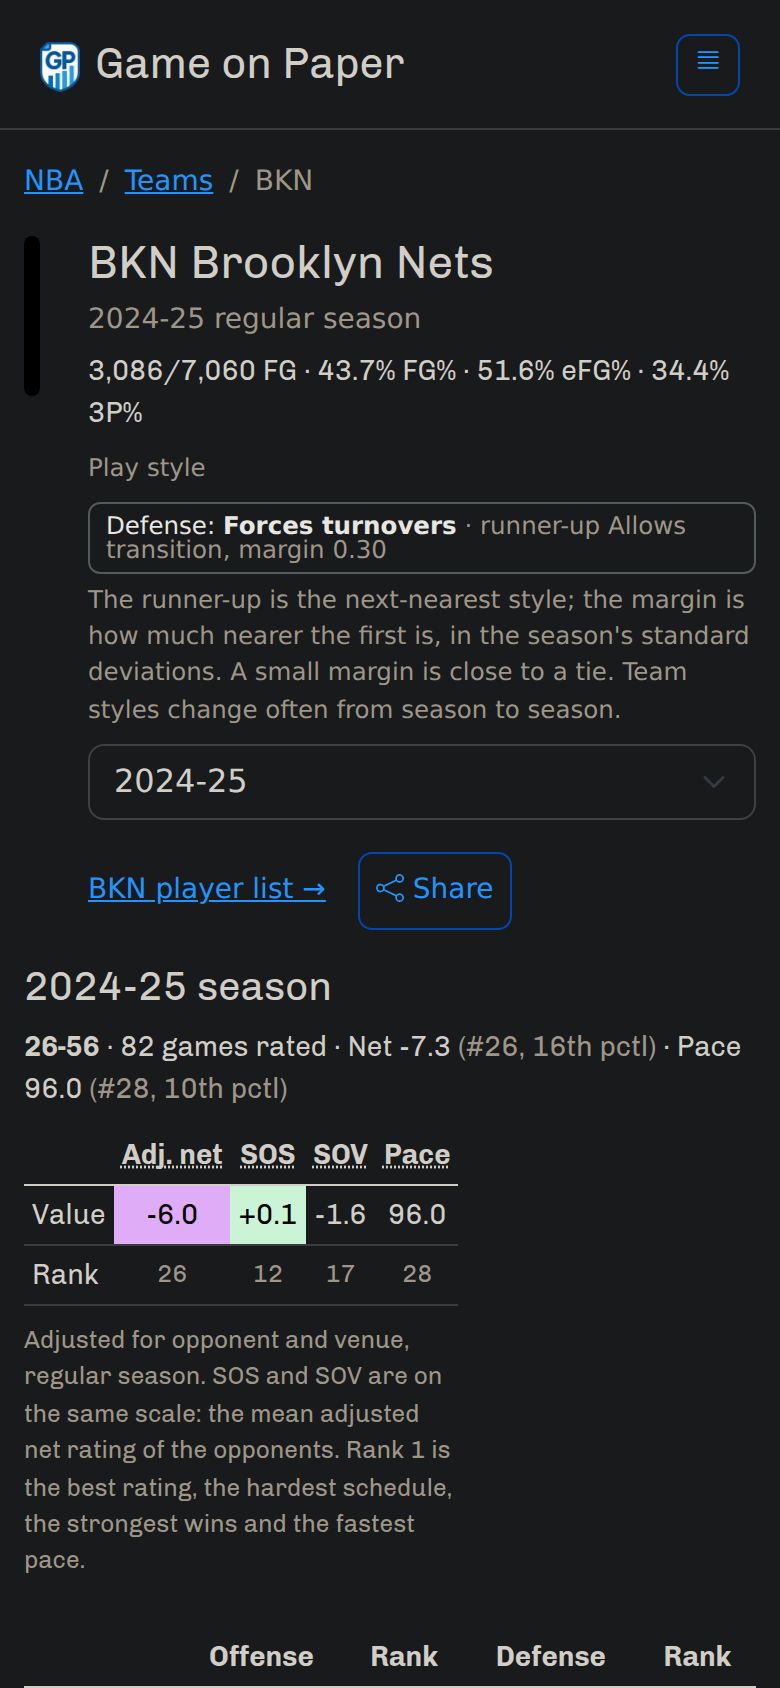 GP Game on Paper
NBA / Teams / BKN
BKN Brooklyn Nets
2024-25 regular season
3,086/7,060 FG · 43.7% FG% · 51.6% eFG% · 34.4%
3P%
Play style
Defense: Forces turnovers · runner-up Allows
transition, margin 0.30
The runner-up is the next-nearest style; the margin is
how much nearer the first is, in the season's standard
deviations. A small margin is close to a tie. Team
styles change often from season to season.
2024-25
BKN player list → Share
2024-25 season
26-56 · 82 games rated · Net -7.3 (#26, 16th pctl) · Pace
96.0 (#28, 10th pctl)
Adj. net SOS SOV Pace
Value -6.0 +0.1 -1.6 96.0
Rank 26 12 17 28
Adjusted for opponent and venue,
regular season. SOS and SOV are on
the same scale: the mean adjusted
net rating of the opponents. Rank 1 is
the best rating, the hardest schedule,
the strongest wins and the fastest
pace.
Offense Rank Defense Rank